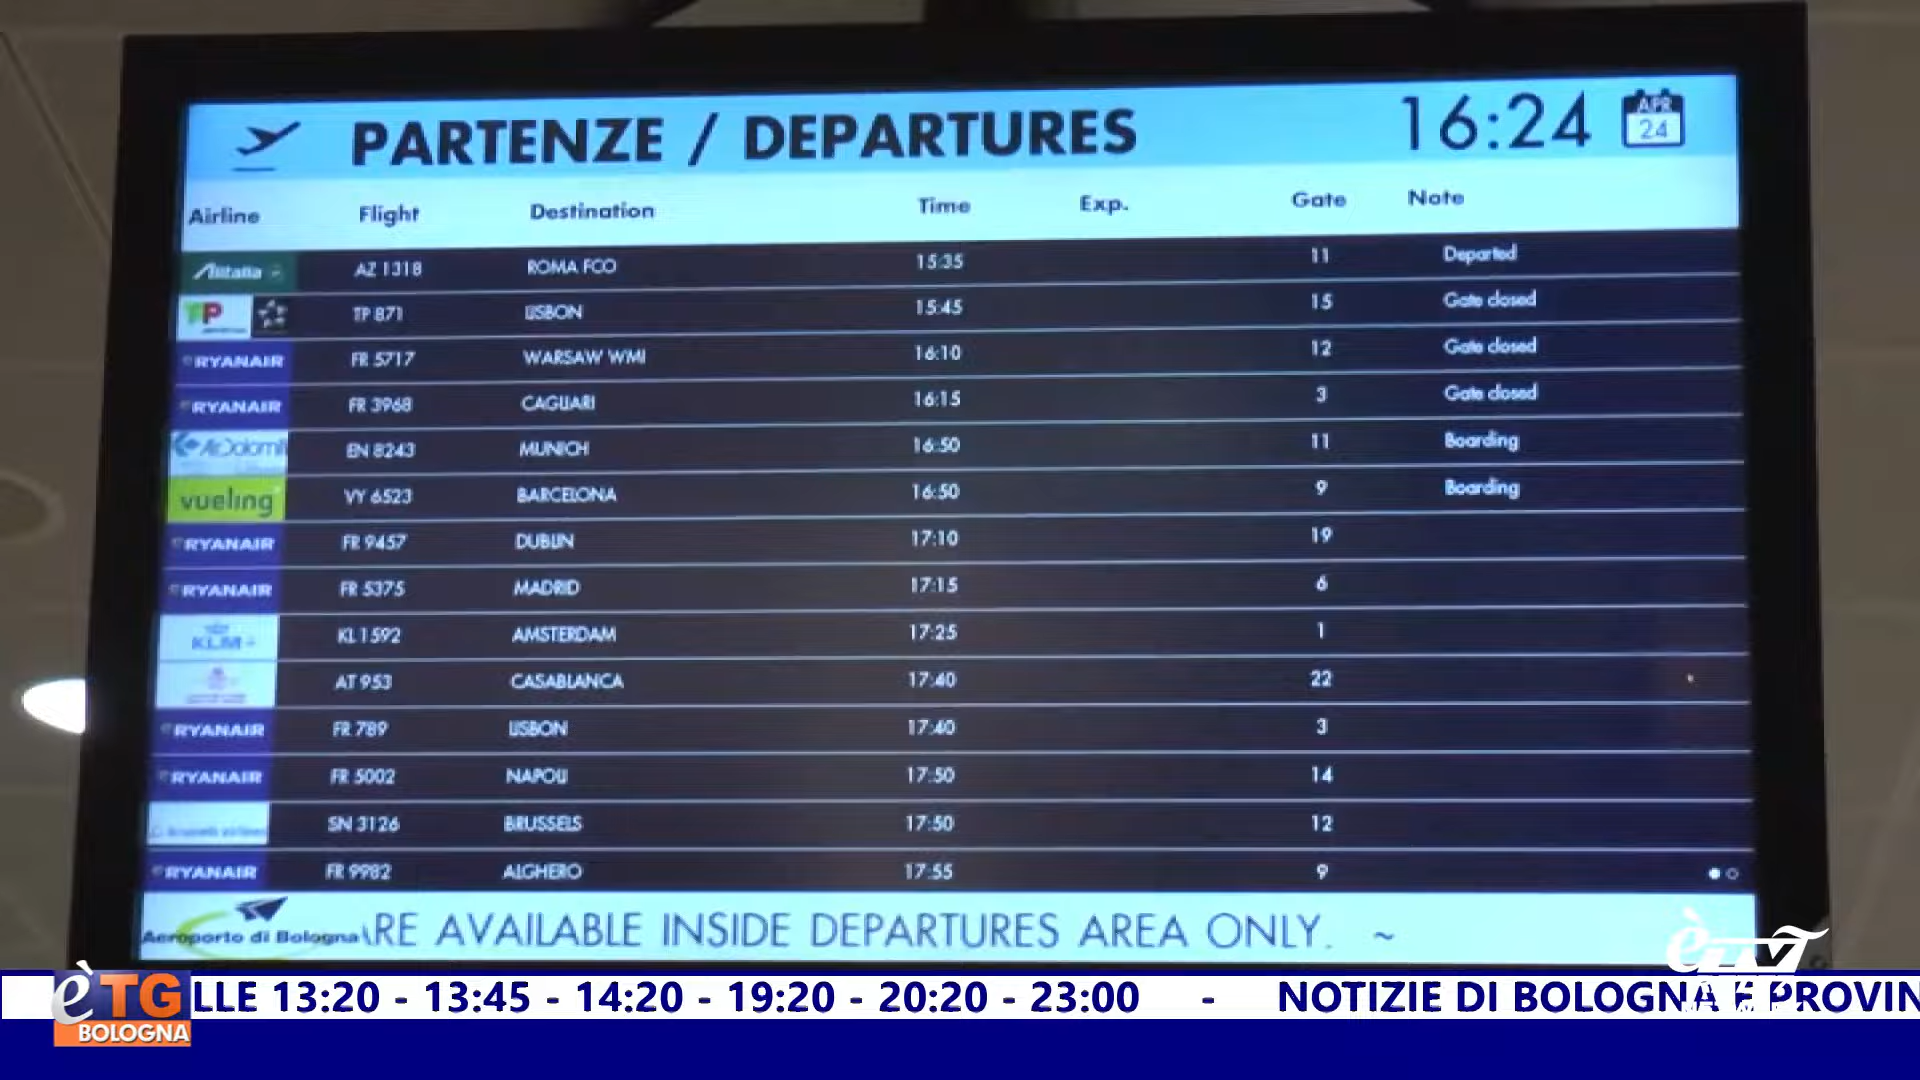 PARTENZE / DEPARTURES 16:24 APR 24
Airline Flight Destination Time Exp. Gate Note
Alitalia AZ 1318 ROMA FCO 15:35 11 Departed
TP TP 871 LISBON 15:45 15 Gate closed
RYANAIR FR 5717 WARSAW WMI 16:10 12 Gate closed
RYANAIR FR 3968 CAGLIARI 16:15 3 Gate closed
AirDolomiti EN 8243 MUNICH 16:50 11 Boarding
vueling VY 6523 BARCELONA 16:50 9 Boarding
RYANAIR FR 9457 DUBLIN 17:10 19
RYANAIR FR 5375 MADRID 17:15 6
KLM KL 1592 AMSTERDAM 17:25 1
AT 953 CASABLANCA 17:40 22
RYANAIR FR 789 LISBON 17:40 3
RYANAIR FR 5002 NAPOLI 17:50 14
brussels airlines SN 3126 BRUSSELS 17:50 12
RYANAIR FR 9982 ALGHERO 17:55 9
Aeroporto di Bologna ARE AVAILABLE INSIDE DEPARTURES AREA ONLY. ~
èTV
èTG BOLOGNA
LLE 13:20 - 13:45 - 14:20 - 19:20 - 20:20 - 23:00 - NOTIZIE DI BOLOGNA E PROVIN